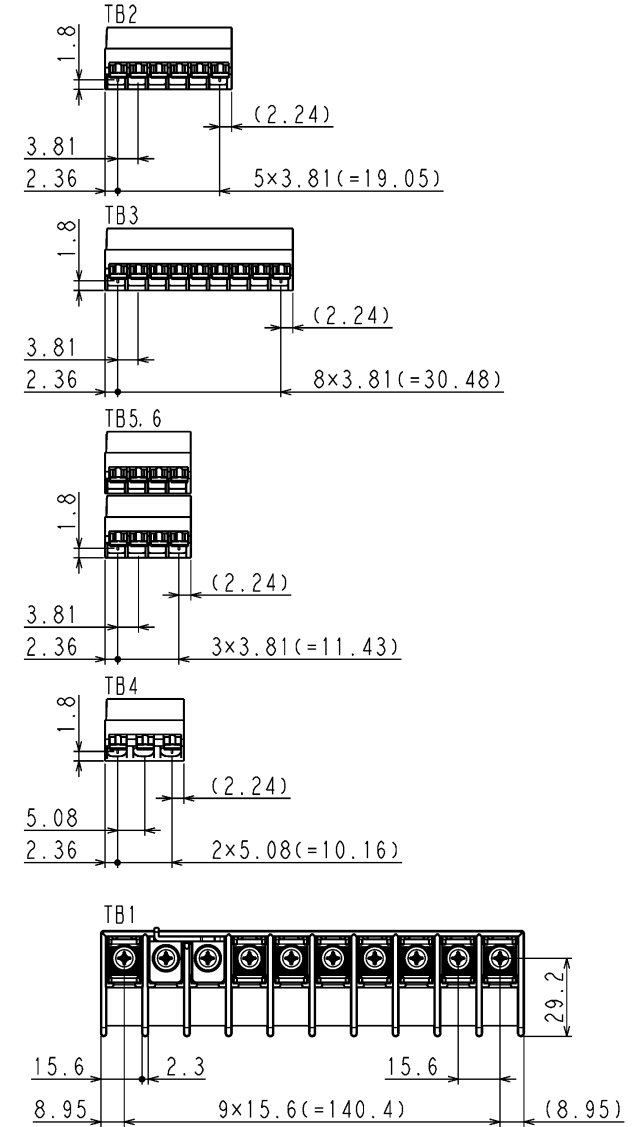 TB2
1.8
(2.24)
3.81
2.36 5×3.81(=19.05)
TB3
1.8
(2.24)
3.81
2.36 8×3.81(=30.48)
TB5.6
1.8
(2.24)
3.81
2.36 3×3.81(=11.43)
TB4
1.8
(2.24)
5.08
2.36 2×5.08(=10.16)
TB1
29.2
15.6 2.3 15.6
8.95 9×15.6(=140.4) (8.95)